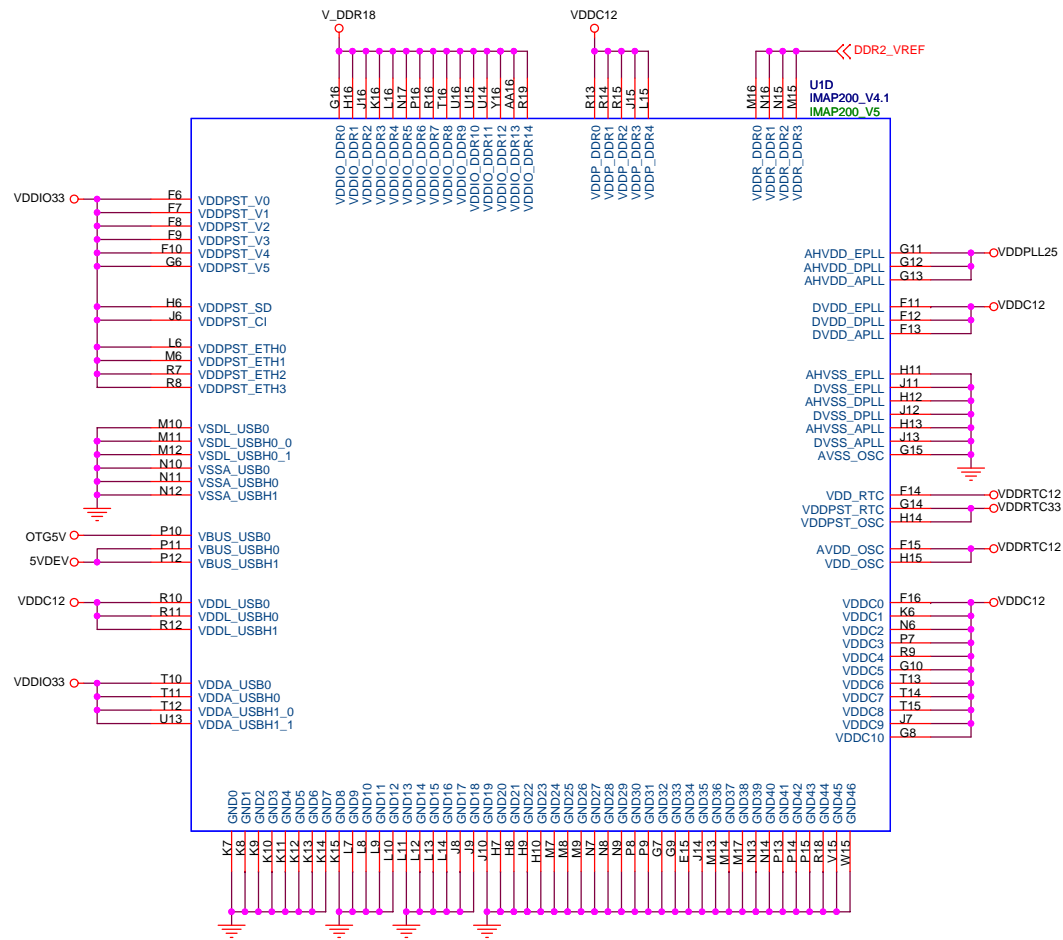 V_DDR18
VDDC12
DDR2_VREF
U1D
IMAP200_V4.1
IMAP200_V5
G16 H16 J16 K16 L16 N17 P16 R16 T16 U16 U15 U14 Y16 AA16 R19
R13 R14 R15 J15 L15
M16 N16 N15 M15
VDDIO_DDR0 VDDIO_DDR1 VDDIO_DDR2 VDDIO_DDR3 VDDIO_DDR4 VDDIO_DDR5 VDDIO_DDR6 VDDIO_DDR7 VDDIO_DDR8 VDDIO_DDR9 VDDIO_DDR10 VDDIO_DDR11 VDDIO_DDR12 VDDIO_DDR13 VDDIO_DDR14
VDDP_DDR0 VDDP_DDR1 VDDP_DDR2 VDDP_DDR3 VDDP_DDR4
VDDR_DDR0 VDDR_DDR1 VDDR_DDR2 VDDR_DDR3
VDDIO33
F6 VDDPST_V0
F7 VDDPST_V1
F8 VDDPST_V2
F9 VDDPST_V3
F10 VDDPST_V4
G6 VDDPST_V5
H6 VDDPST_SD
J6 VDDPST_CI
L6 VDDPST_ETH0
M6 VDDPST_ETH1
R7 VDDPST_ETH2
R8 VDDPST_ETH3
M10 VSDL_USB0
M11 VSDL_USBH0_0
M12 VSDL_USBH0_1
N10 VSSA_USB0
N11 VSSA_USBH0
N12 VSSA_USBH1
OTG5V P10 VBUS_USB0
P11 VBUS_USBH0
5VDEV P12 VBUS_USBH1
VDDC12 R10 VDDL_USB0
R11 VDDL_USBH0
R12 VDDL_USBH1
VDDIO33 T10 VDDA_USB0
T11 VDDA_USBH0
T12 VDDA_USBH1_0
U13 VDDA_USBH1_1
AHVDD_EPLL G11 VDDPLL25
AHVDD_DPLL G12
AHVDD_APLL G13
DVDD_EPLL F11 VDDC12
DVDD_DPLL F12
DVDD_APLL F13
AHVSS_EPLL H11
DVSS_EPLL J11
AHVSS_DPLL H12
DVSS_DPLL J12
AHVSS_APLL H13
DVSS_APLL J13
AVSS_OSC G15
VDD_RTC F14 VDDRTC12
VDDPST_RTC G14 VDDRTC33
VDDPST_OSC H14
AVDD_OSC F15 VDDRTC12
VDD_OSC H15
VDDC0 F16 VDDC12
VDDC1 K6
VDDC2 N6
VDDC3 P7
VDDC4 R9
VDDC5 G10
VDDC6 T13
VDDC7 T14
VDDC8 T15
VDDC9 J7
VDDC10 G8
GND0 GND1 GND2 GND3 GND4 GND5 GND6 GND7 GND8 GND9 GND10 GND11 GND12 GND13 GND14 GND15 GND16 GND17 GND18 GND19 GND20 GND21 GND22 GND23 GND24 GND25 GND26 GND27 GND28 GND29 GND30 GND31 GND32 GND33 GND34 GND35 GND36 GND37 GND38 GND39 GND40 GND41 GND42 GND43 GND44 GND45 GND46
K7 K8 K9 K10 K11 K12 K13 K14 K15 L7 L8 L9 L10 L11 L12 L13 L14 J8 J9 J10 H7 H8 H9 H10 M7 M8 M9 N7 N8 N9 P8 P9 G7 G9 E15 J14 M13 M14 M17 N13 N14 P13 P14 P15 R18 V15 W15